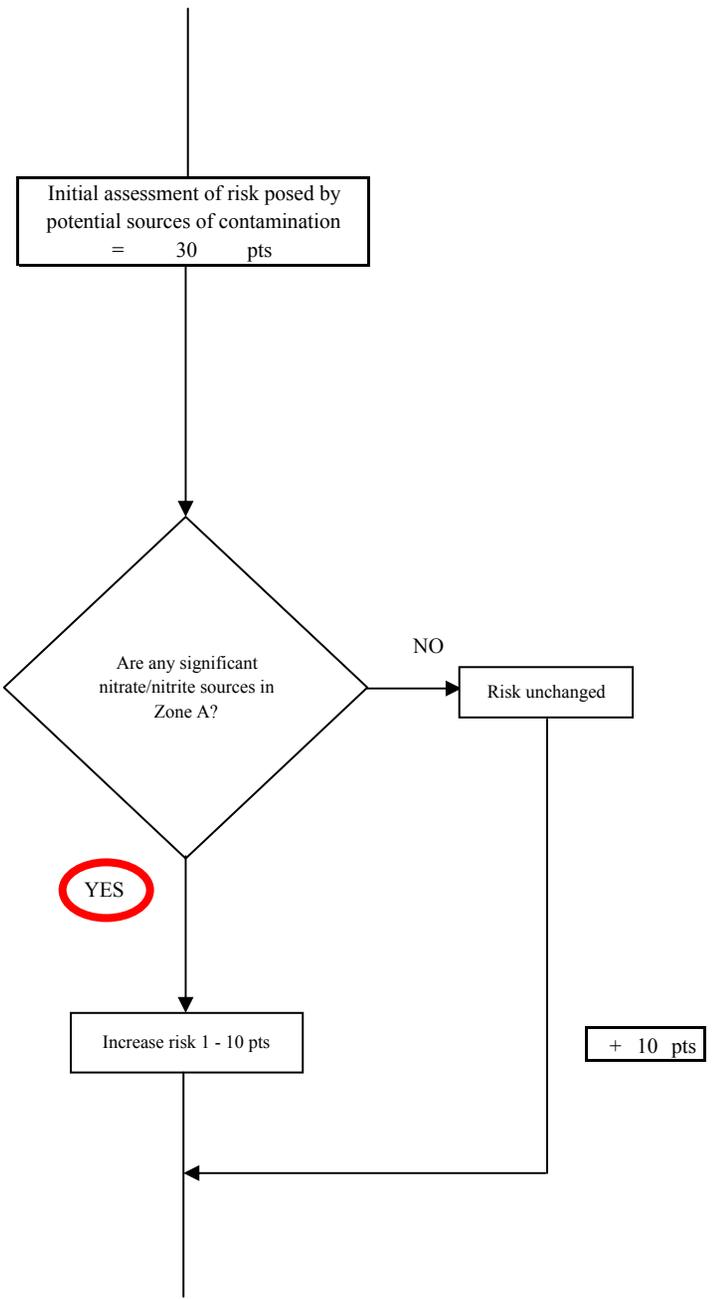 Initial assessment of risk posed by
potential sources of contamination
= 30 pts
Are any significant
nitrate/nitrite sources in
Zone A?
NO
Risk unchanged
YES
Increase risk 1 - 10 pts
+ 10 pts